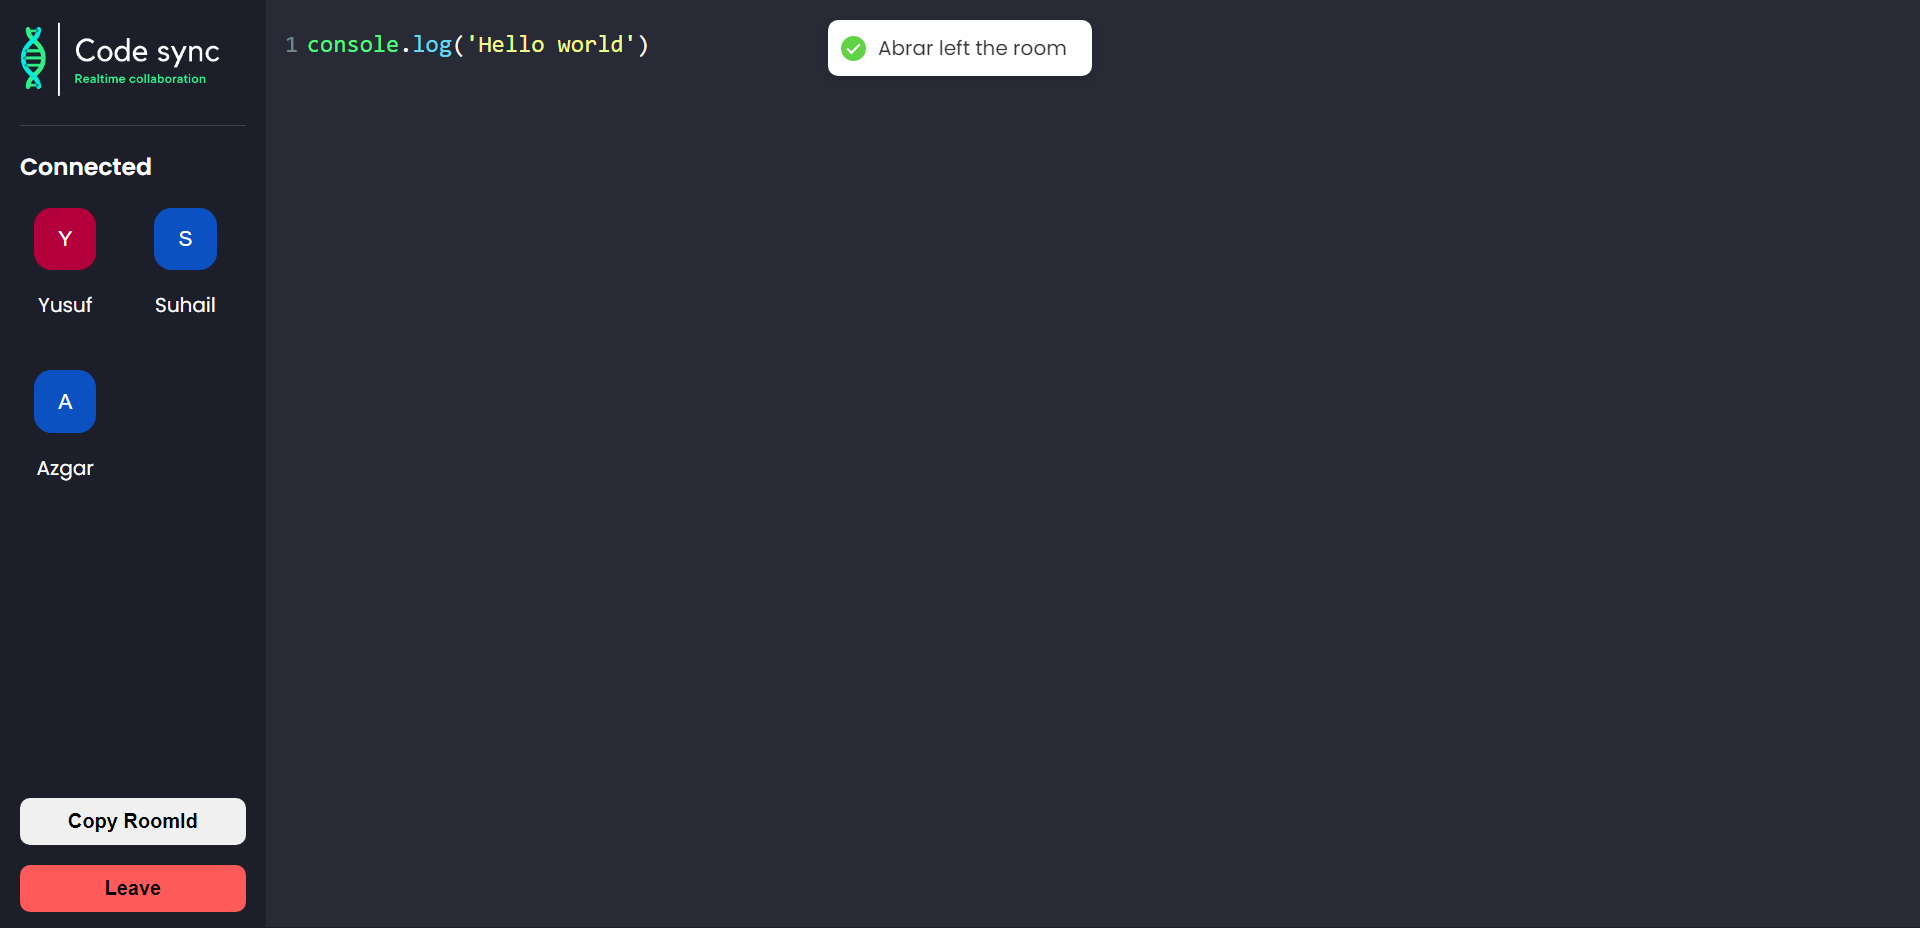 Code sync
Realtime collaboration
Connected
Y
S
Yusuf
Suhail
A
Azgar
Copy RoomId
Leave
1 console.log('Hello world')
Abrar left the room